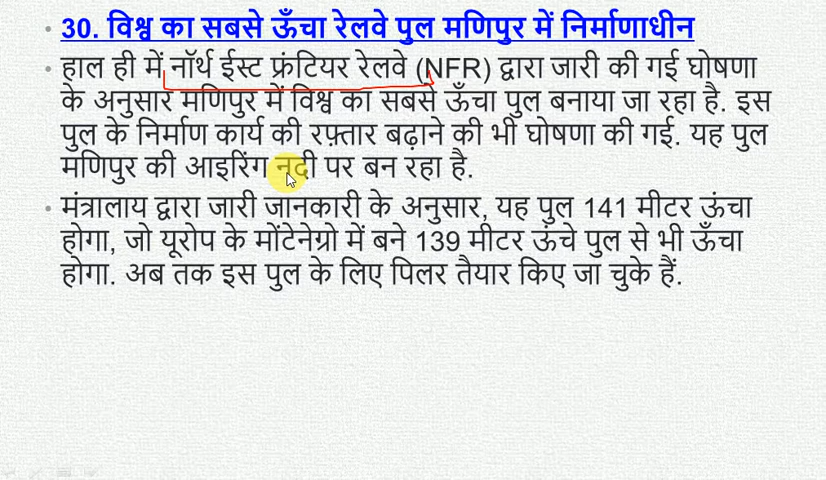 30. विश्व का सबसे ऊँचा रेलवे पुल मणिपुर में निर्माणाधीन
हाल ही में नॉर्थ ईस्ट फ्रंटियर रेलवे (NFR) द्वारा जारी की गई घोषणा
के अनुसार मणिपुर में विश्व का सबसे ऊँचा पुल बनाया जा रहा है. इस
पुल के निर्माण कार्य की रफ़्तार बढ़ाने की भी घोषणा की गई. यह पुल
मणिपुर की आइरिंग नदी पर बन रहा है.
मंत्रालय द्वारा जारी जानकारी के अनुसार, यह पुल 141 मीटर ऊंचा
होगा, जो यूरोप के मोंटेनेग्रो में बने 139 मीटर ऊंचे पुल से भी ऊँचा
होगा. अब तक इस पुल के लिए पिलर तैयार किए जा चुके हैं.